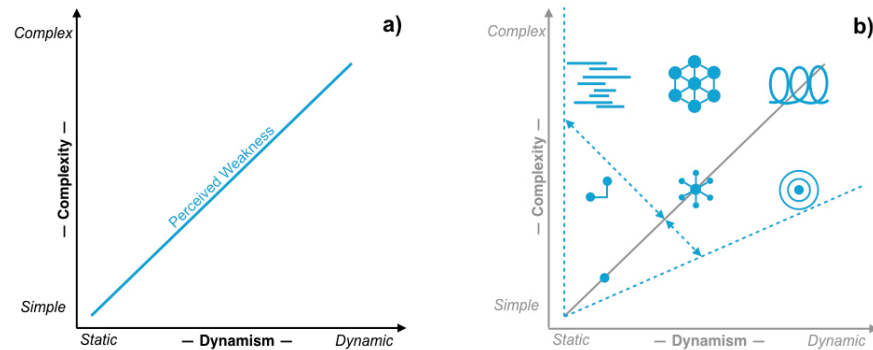 a)
Complex
— Complexity —
Perceived Weakness
Simple
Static
— Dynamism —
Dynamic
b)
Complex
— Complexity —
Simple
Static
— Dynamism —
Dynamic